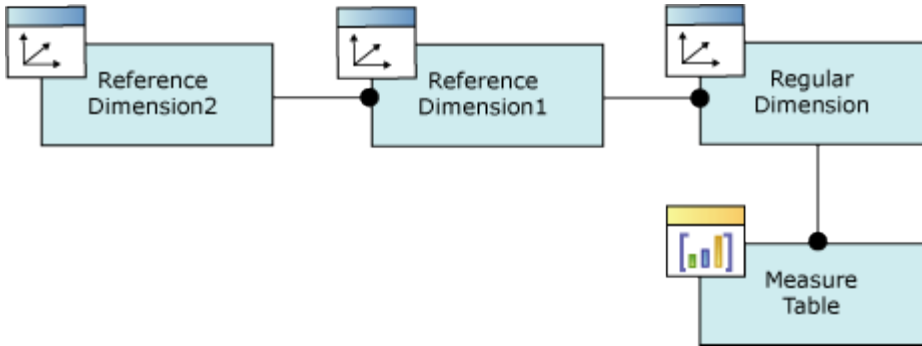 Reference
Dimension2
Reference
Dimension1
Regular
Dimension
Measure
Table